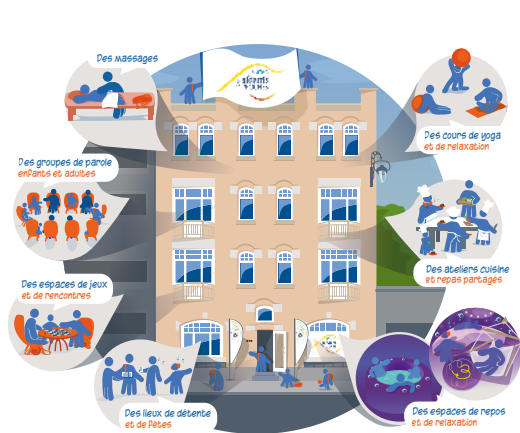 Des massages
Des cours de yoga
et de relaxation
Des groupes de parole
enfants et adultes
Des ateliers cuisine
et repas partagés
Des espaces de jeux
et de rencontres
Des lieux de détente
et de fêtes
Des espaces de repos
et de relaxation